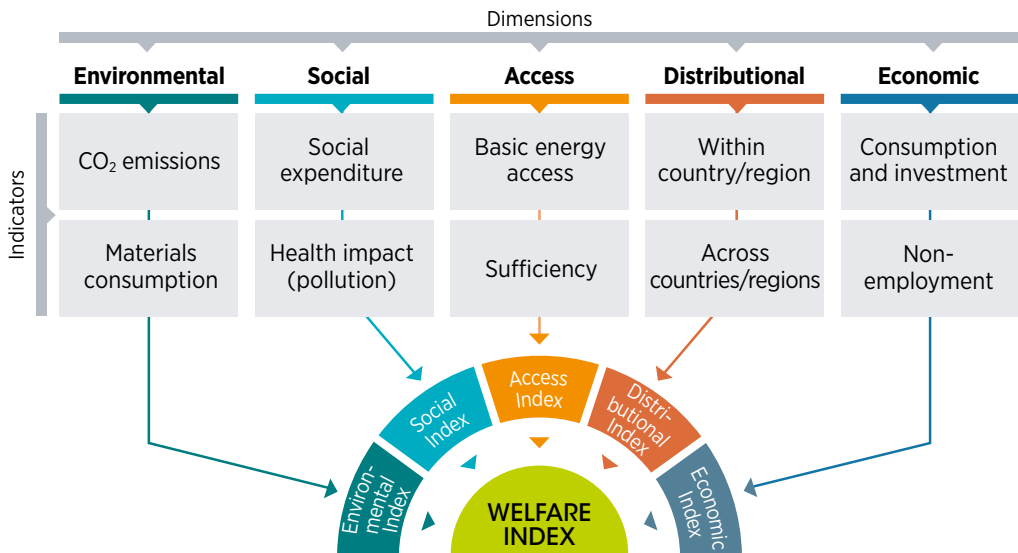 Dimensions
Environmental
Social
Access
Distributional
Economic
Indicators
CO₂ emissions
Social
expenditure
Basic energy
access
Within
country/region
Consumption
and investment
Materials
consumption
Health impact
(pollution)
Sufficiency
Across
countries/regions
Non-
employment
Environ-
mental
Index
Social
Index
Access
Index
Distri-
butional
Index
Economic
Index
WELFARE
INDEX